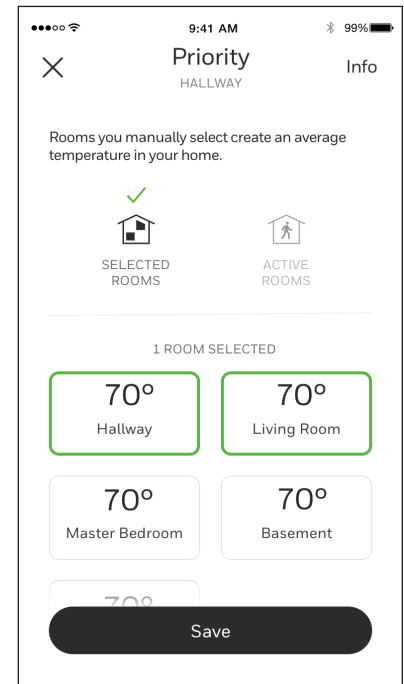 9:41 AM 99%
Priority
HALLWAY
Info
Rooms you manually select create an average
temperature in your home.
SELECTED
ROOMS
ACTIVE
ROOMS
1 ROOM SELECTED
70°
Hallway
70°
Living Room
70°
Master Bedroom
70°
Basement
Save